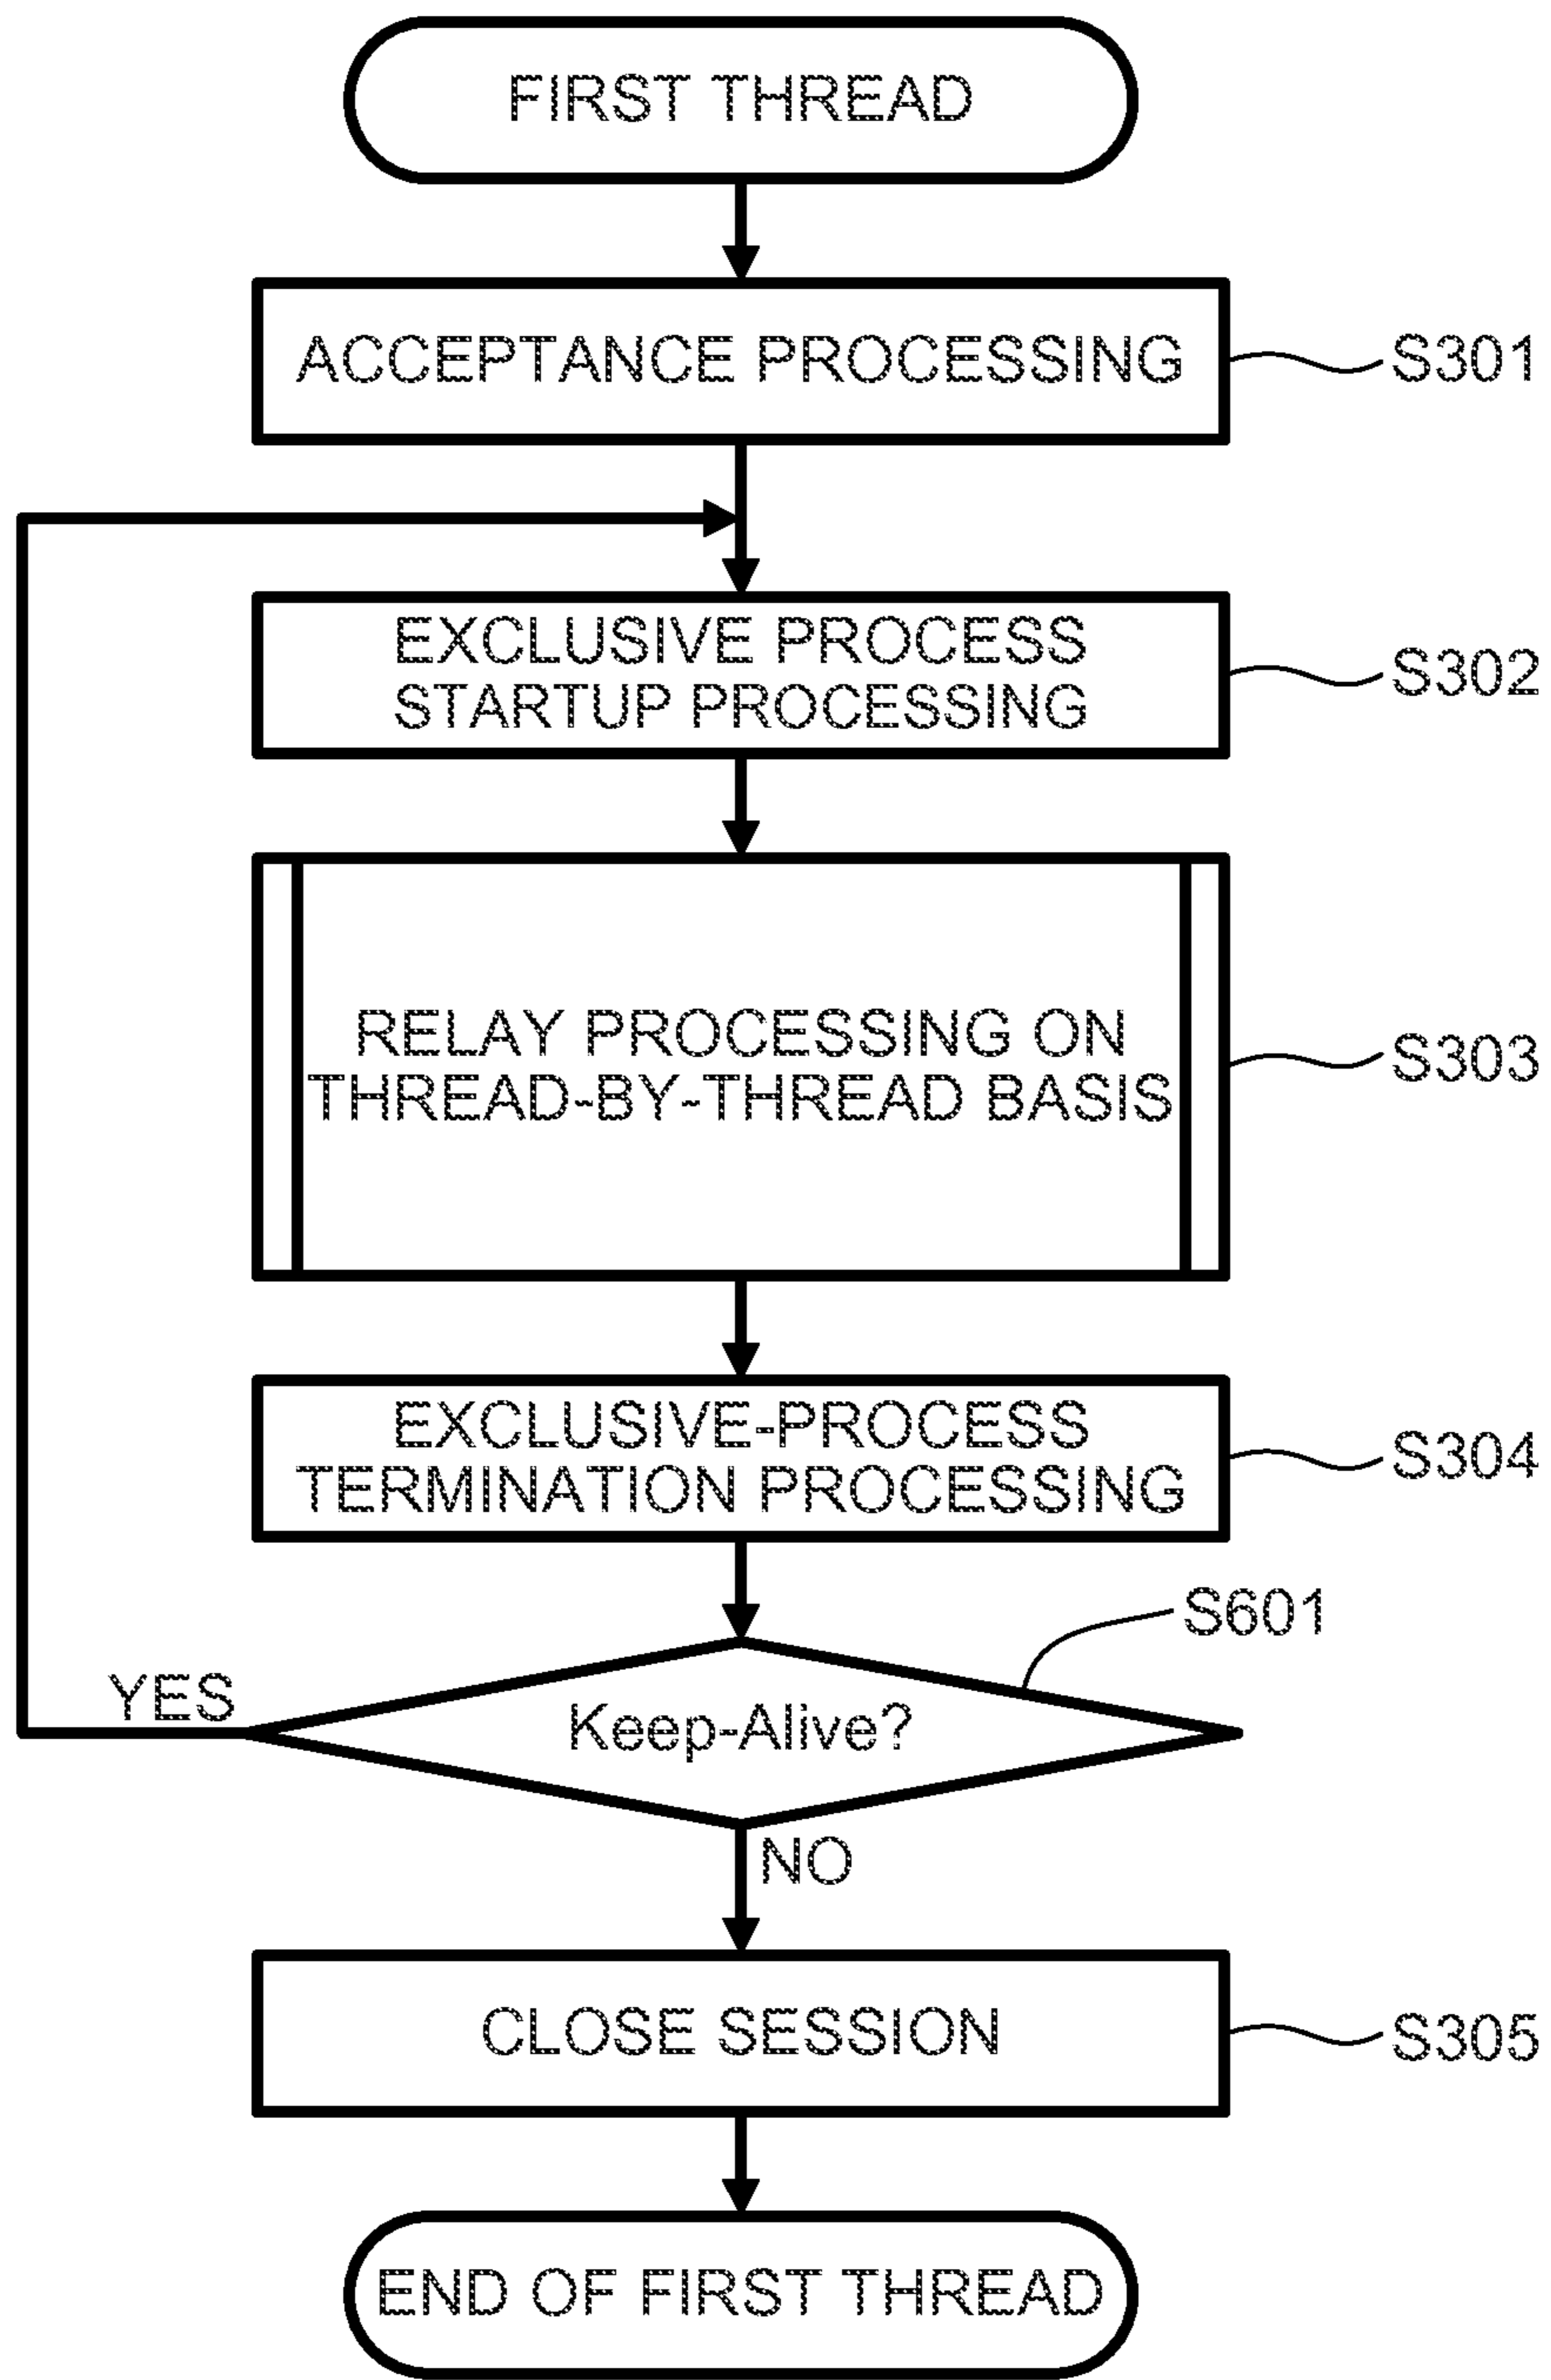 FIRST THREAD
ACCEPTANCE PROCESSING
S301
EXCLUSIVE PROCESS
STARTUP PROCESSING
S302
RELAY PROCESSING ON
THREAD-BY-THREAD BASIS
S303
EXCLUSIVE-PROCESS
TERMINATION PROCESSING
S304
S601
YES
Keep-Alive?
NO
CLOSE SESSION
S305
END OF FIRST THREAD